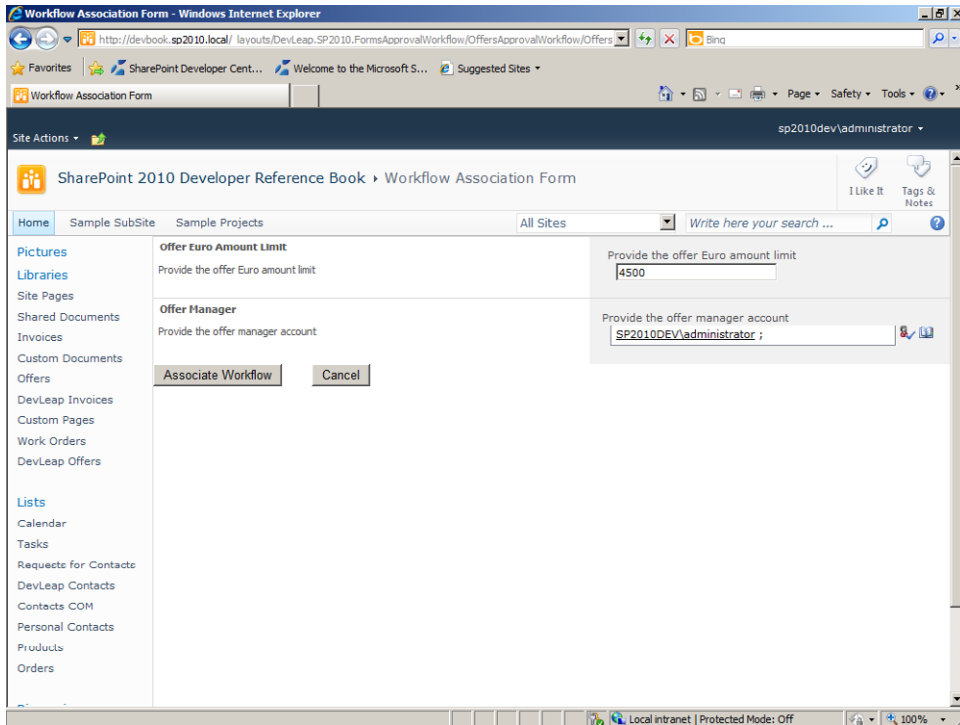 Workflow Association Form - Windows Internet Explorer
http://devbook.sp2010.local/_layouts/DevLeap.SP2010.FormsApprovalWorkflow/OffersApprovalWorkflow/Offers
Bing
Favorites SharePoint Developer Cent... Welcome to the Microsoft S... Suggested Sites
Workflow Association Form
Page Safety Tools
Site Actions
sp2010dev\administrator
SharePoint 2010 Developer Reference Book Workflow Association Form
I Like It
Tags & Notes
Home Sample SubSite Sample Projects
All Sites
Write here your search ...
Pictures
Libraries
Site Pages
Shared Documents
Invoices
Custom Documents
Offers
DevLeap Invoices
Custom Pages
Work Orders
DevLeap Offers
Lists
Calendar
Tasks
Requests for Contacts
DevLeap Contacts
Contacts COM
Personal Contacts
Products
Orders
Offer Euro Amount Limit
Provide the offer Euro amount limit
Provide the offer Euro amount limit
4500
Offer Manager
Provide the offer manager account
Provide the offer manager account
SP2010DEV\administrator ;
Associate Workflow
Cancel
Local intranet | Protected Mode: Off
100%